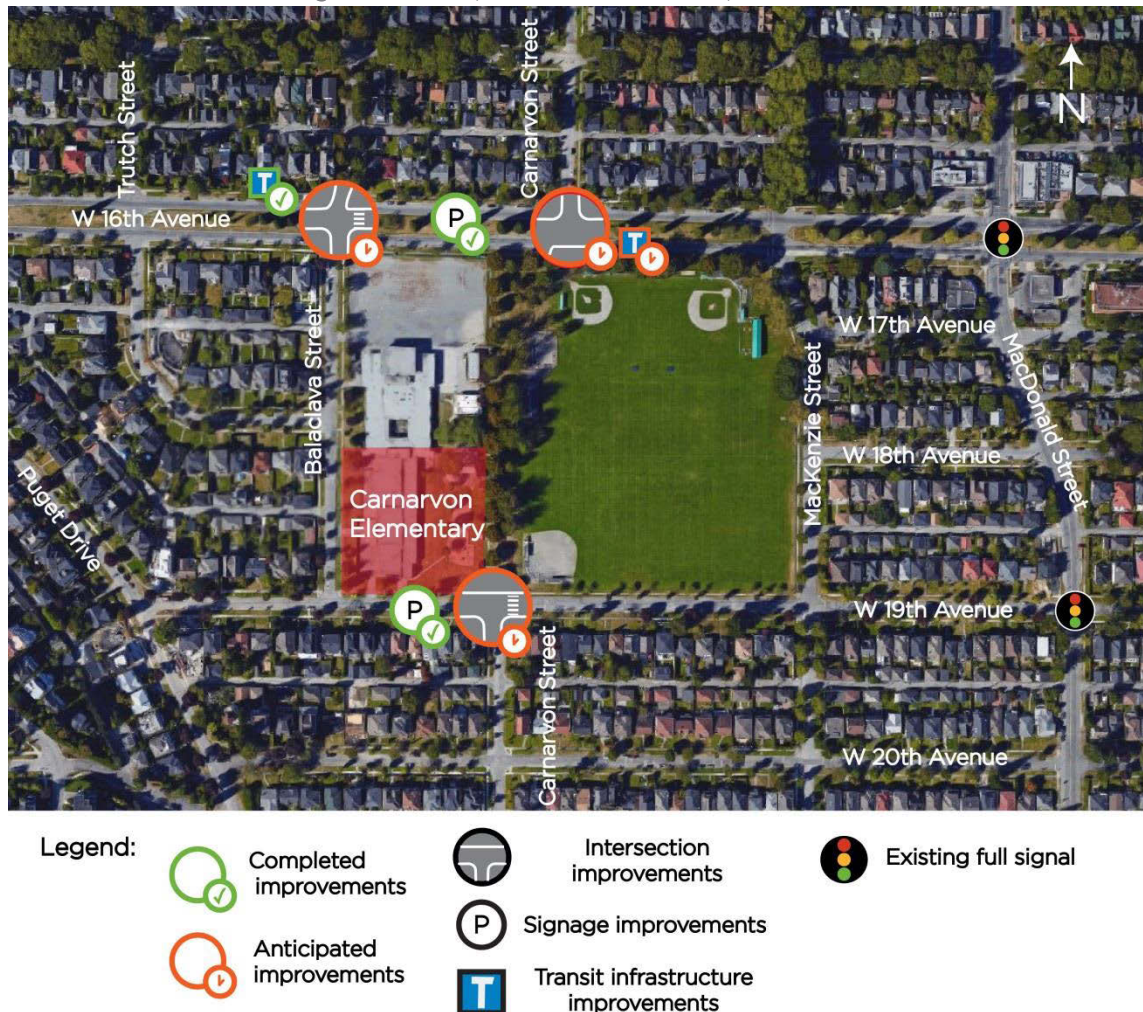 Carnarvon Street
Trutch Street
N
T
P
W 16th Avenue
T
W 17th Avenue
Baladlava Street
MacDonald Street
Mackenzie Street
W 18th Avenue
Puget Drive
Carnarvon
Elementary
P
W 19th Avenue
Carnarvon Street
W 20th Avenue
Legend:
Completed
improvements
Anticipated
improvements
Intersection
improvements
P
Signage improvements
T
Transit infrastructure
improvements
Existing full signal